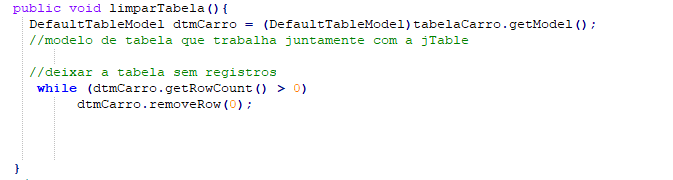 public void limparTabela(){
DefaultTableModel dtmCarro = (DefaultTableModel)tabelaCarro.getModel();
//modelo de tabela que trabalha juntamente com a jTable
//deixar a tabela sem registros
while (dtmCarro.getRowCount() > 0)
dtmCarro.removeRow(0);
}